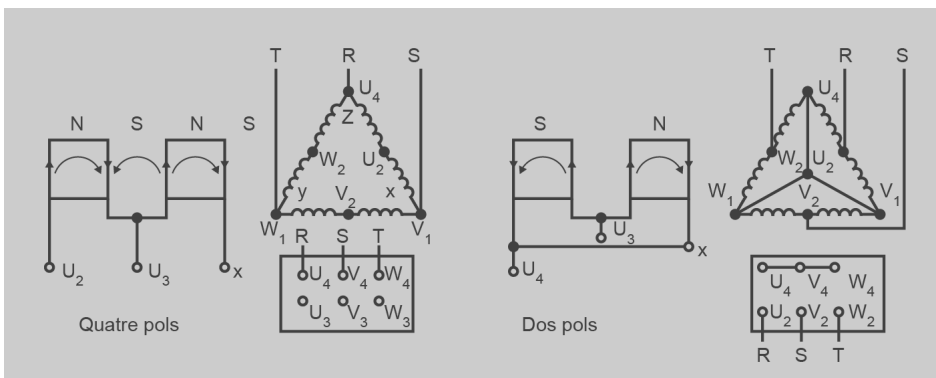 T R S
U4
N S N S
Z
W2 U2
y V2 x
W1 V1
R S T
U4 V4 W4
U3 V3 W3
U2 U3 x
Quatre pols
T R S
U4
S N
W2 U2
W1 V2 V1
U3
x
U4
U4 V4 W4
U2 V2 W2
R S T
Dos pols